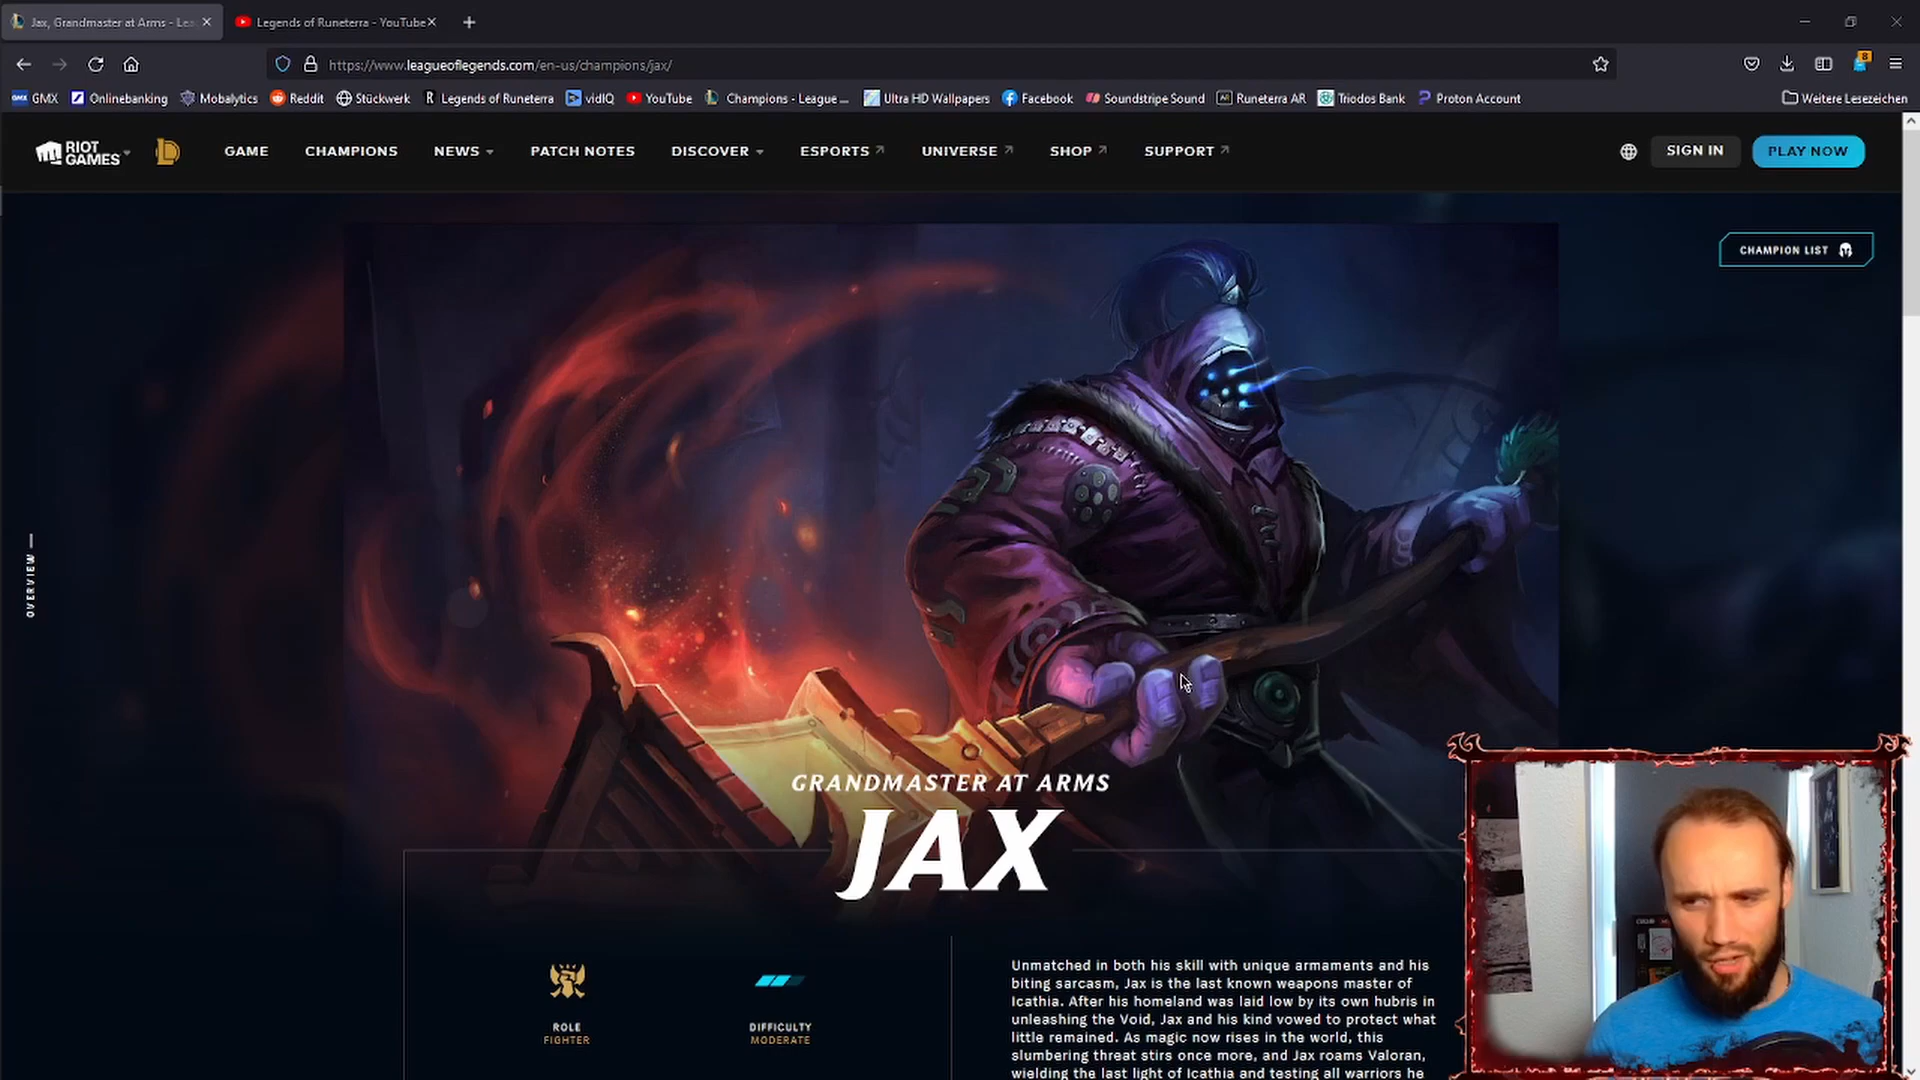 Jax, Grandmaster at Arms - Lea
Legends of Runeterra - YouTube
https://www.leagueoflegends.com/en-us/champions/jax/
8
GMX
GMX
Onlinebanking
Mobalytics
Reddit
Stückwerk
Legends of Runeterra
vidIQ
YouTube
Champions - League ...
Ultra HD Wallpapers
Facebook
Soundstripe Sound
Runeterra AR
Triodos Bank
Proton Account
Weitere Lesezeichen
RIOT
GAMES
GAME
CHAMPIONS
NEWS
PATCH NOTES
DISCOVER
ESPORTS
UNIVERSE
SHOP
SUPPORT
SIGN IN
PLAY NOW
CHAMPION LIST
OVERVIEW
GRANDMASTER AT ARMS
JAX
ROLE
FIGHTER
DIFFICULTY
MODERATE
Unmatched in both his skill with unique armaments and his
biting sarcasm, Jax is the last known weapons master of
Icathia. After his homeland was laid low by its own hubris in
unleashing the Void, Jax and his kind vowed to protect what
little remained. As magic now rises in the world, this
slumbering threat stirs once more, and Jax roams Valoran,
wielding the last light of Icathia and testing all warriors he